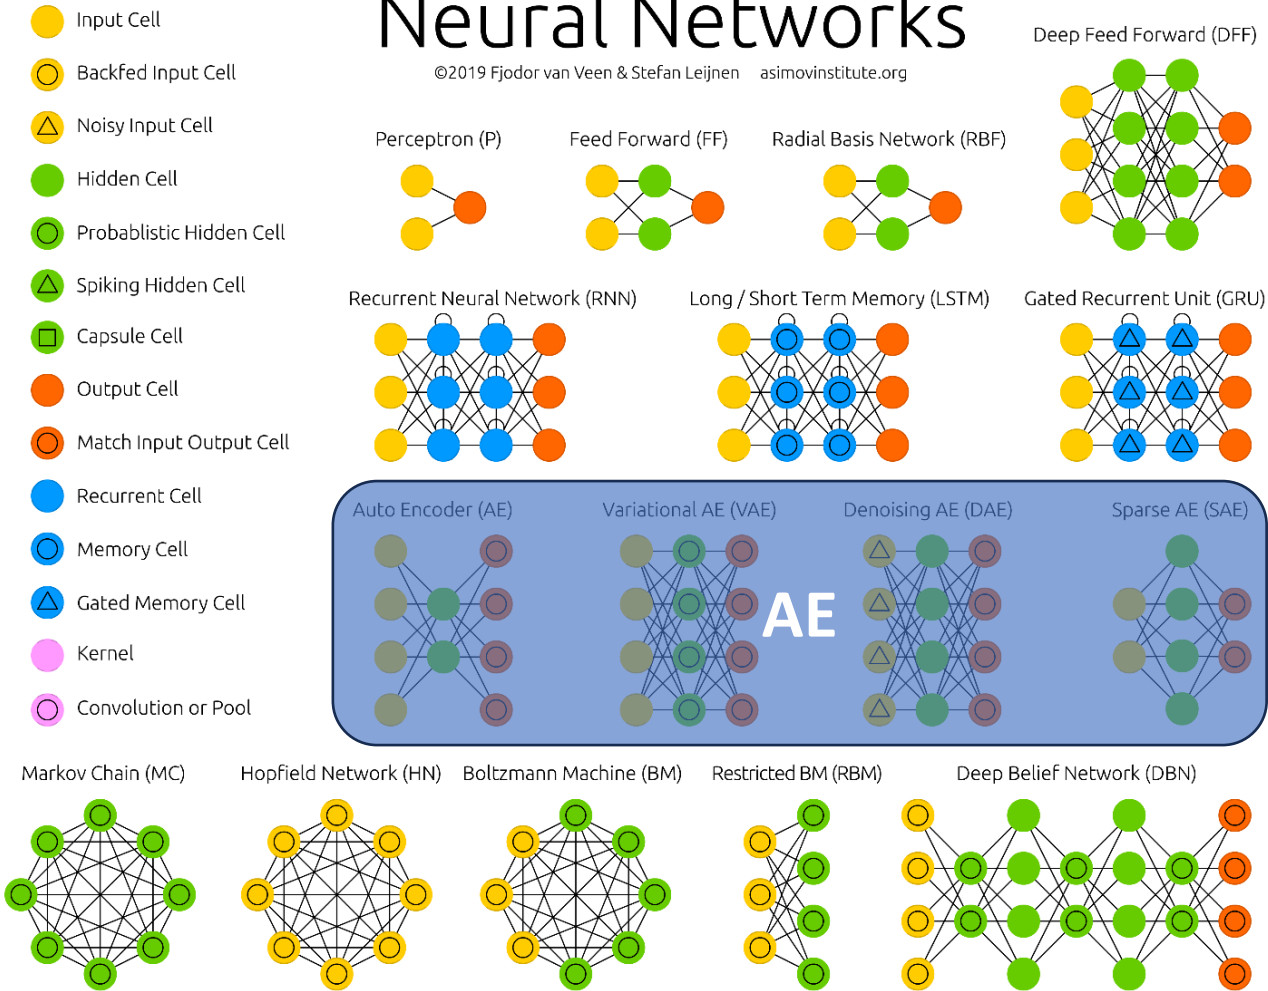 Neural Networks
©2019 Fjodor van Veen & Stefan Leijnen asimovinstitute.org
Input Cell
Backfed Input Cell
Noisy Input Cell
Hidden Cell
Probablistic Hidden Cell
Spiking Hidden Cell
Capsule Cell
Output Cell
Match Input Output Cell
Recurrent Cell
Memory Cell
Gated Memory Cell
Kernel
Convolution or Pool
Deep Feed Forward (DFF)
Perceptron (P)
Feed Forward (FF)
Radial Basis Network (RBF)
Recurrent Neural Network (RNN)
Long / Short Term Memory (LSTM)
Gated Recurrent Unit (GRU)
Auto Encoder (AE)
Variational AE (VAE)
Denoising AE (DAE)
Sparse AE (SAE)
AE
Markov Chain (MC)
Hopfield Network (HN)
Boltzmann Machine (BM)
Restricted BM (RBM)
Deep Belief Network (DBN)